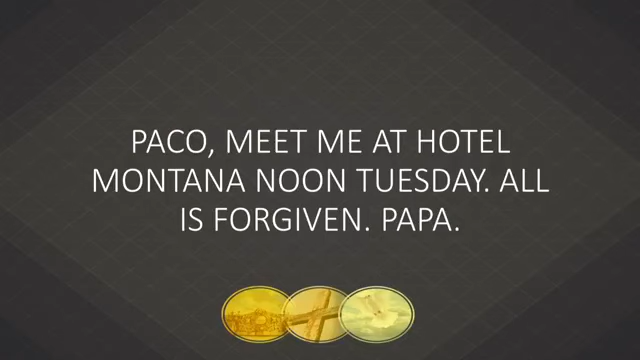 PACO, MEET ME AT HOTEL
MONTANA NOON TUESDAY. ALL
IS FORGIVEN. PAPA.